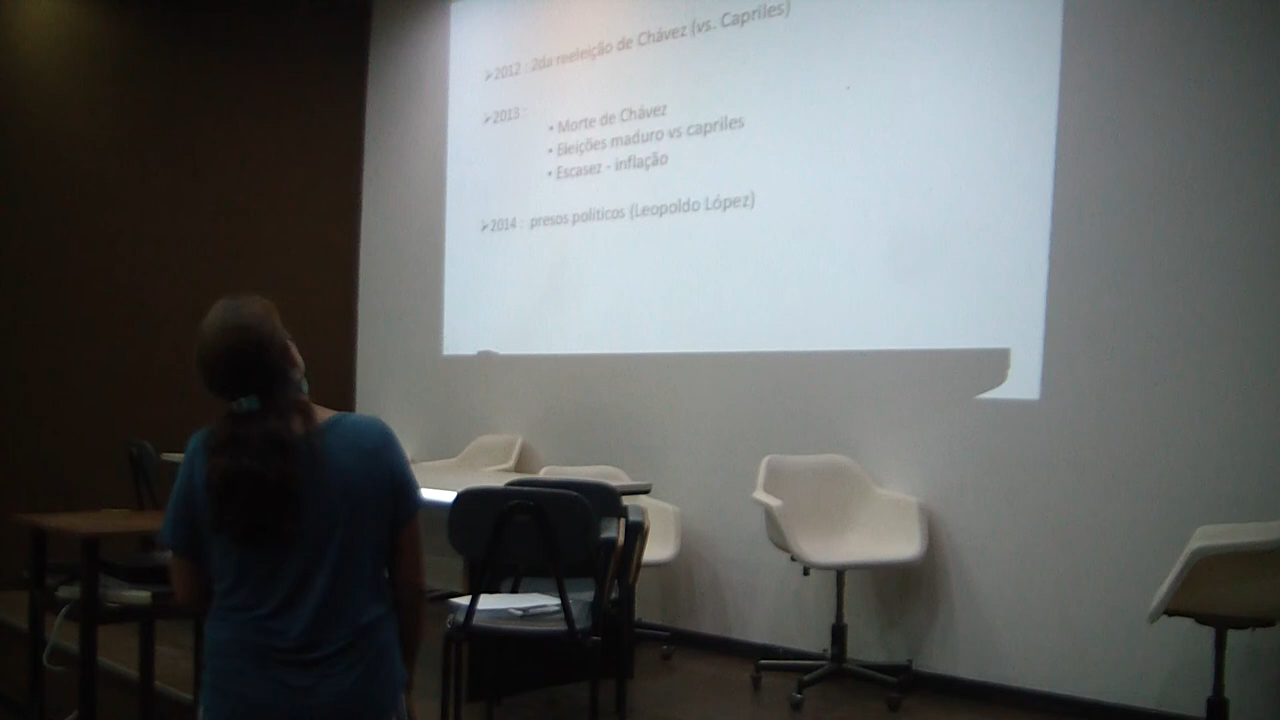 ➢2012 : 2da reeleição de Chávez (vs. Capriles)
➢2013 :
• Morte de Chávez
• Eleições maduro vs capriles
• Escasez - inflação
➢2014 : presos politicos (Leopoldo López)